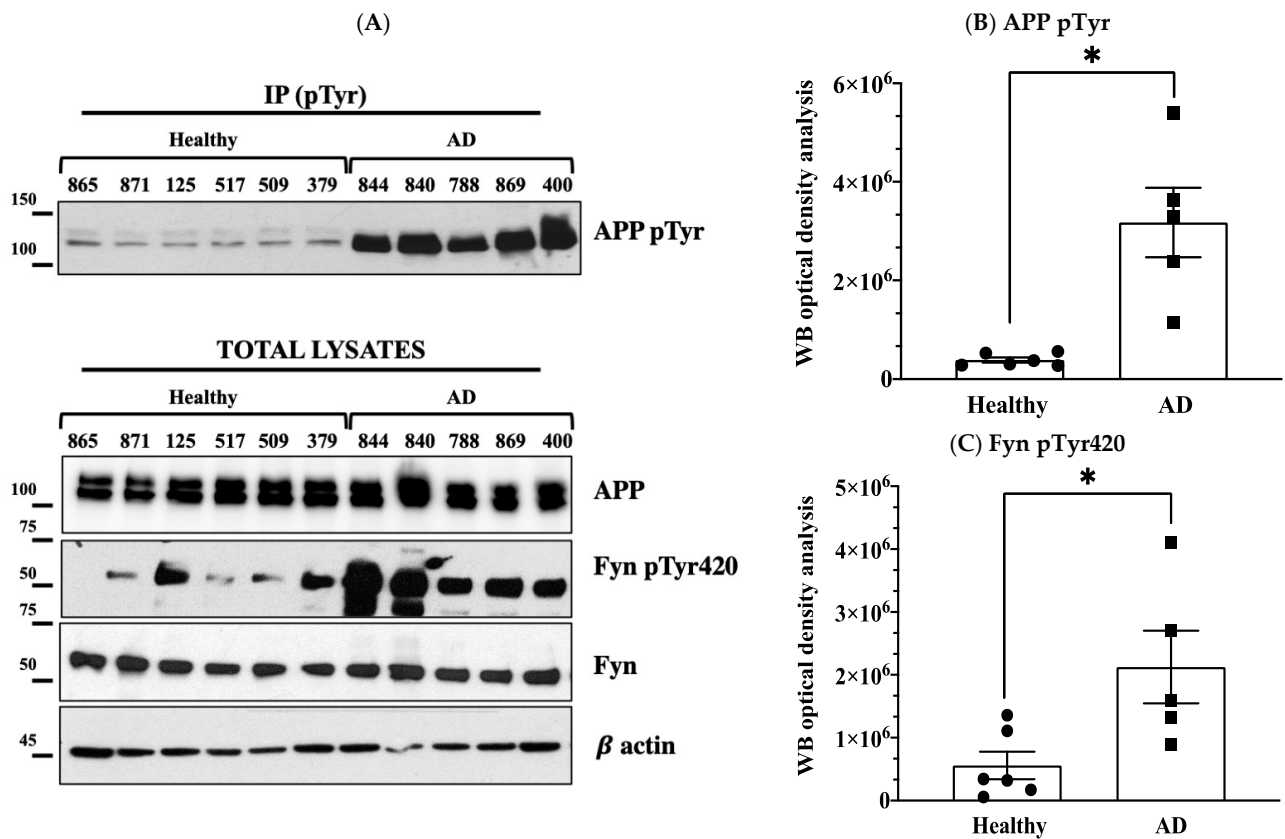 (A)
IP (pTyr)
Healthy AD
865 871 125 517 509 379 844 840 788 869 400
150
100
APP pTyr
TOTAL LYSATES
Healthy AD
865 871 125 517 509 379 844 840 788 869 400
100
75
APP
50
75
Fyn pTyr420
50
Fyn
45
β actin
(B) APP pTyr
*
WB optical density analysis
6×10⁶
4×10⁶
2×10⁶
0
Healthy AD
(C) Fyn pTyr420
*
WB optical density analysis
5×10⁶
4×10⁶
3×10⁶
2×10⁶
1×10⁶
0
Healthy AD